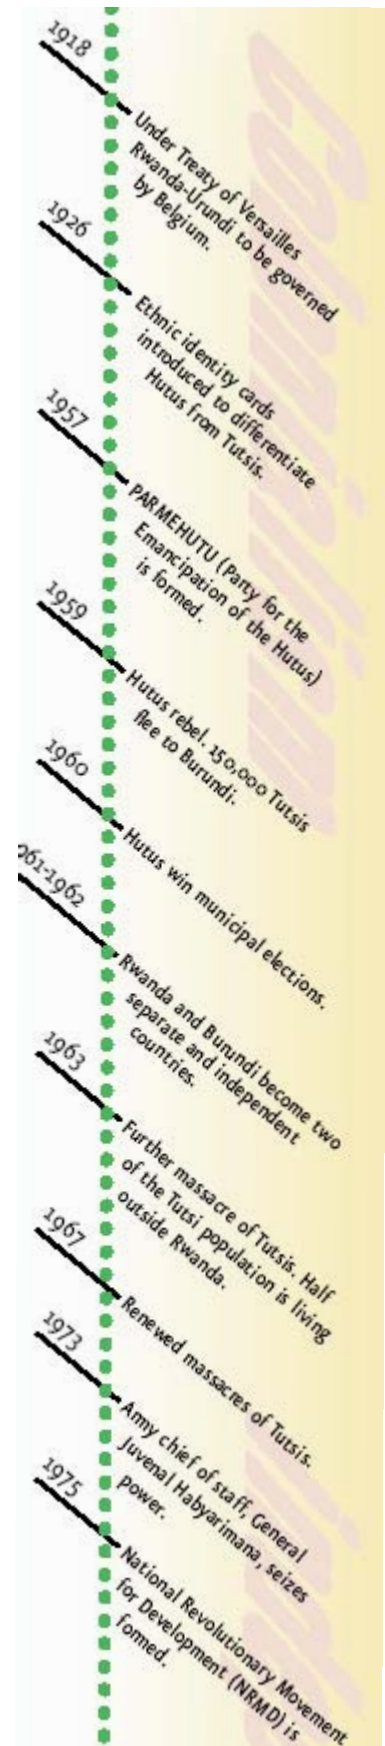 1918
Under Treaty of Versailles
Rwanda-Urundi to be governed
by Belgium.
1926
Ethnic identity cards
introduced to differentiate
Hutus from Tutsis.
1957
PARMEHUTU (Party for the
Emancipation of the Hutus)
is formed.
1959
Hutus rebel. 150,000 Tutsis
flee to Burundi.
1960
Hutus win municipal elections.
961-1962
Rwanda and Burundi become two
separate and independent
countries.
1963
Further massacre of Tutsis. Half
of the Tutsi population is living
outside Rwanda.
1967
Renewed massacres of Tutsis.
1973
Army chief of staff, General
Juvenal Habyarimana, seizes
power.
1975
National Revolutionary Movement
for Development (NRMD) is
formed.
Colonialism